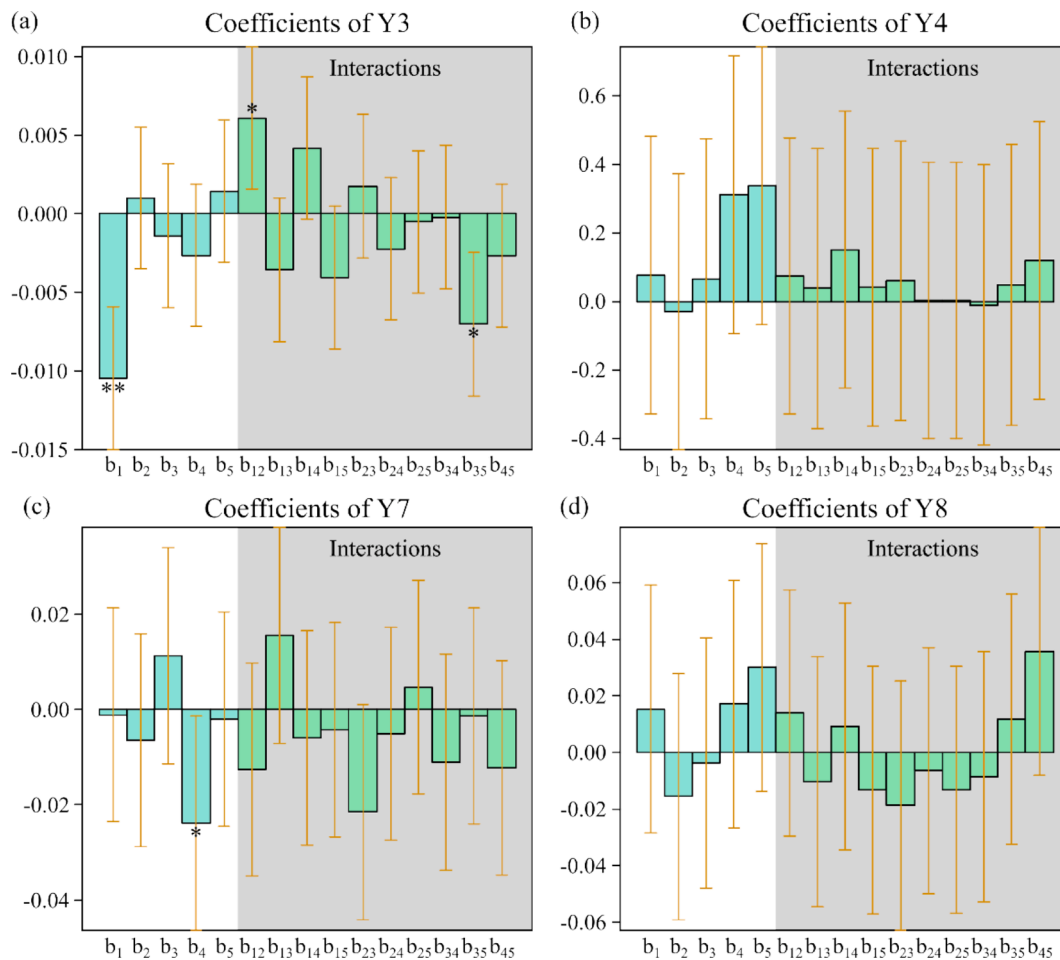 (a) Coefficients of Y3
Interactions
0.010
0.005
0.000
-0.005
-0.010
-0.015
*
*
**
b₁ b₂ b₃ b₄ b₅ b₁₂ b₁₃ b₁₄ b₁₅ b₂₃ b₂₄ b₂₅ b₃₄ b₃₅ b₄₅
(b) Coefficients of Y4
Interactions
0.6
0.4
0.2
0.0
-0.2
-0.4
b₁ b₂ b₃ b₄ b₅ b₁₂ b₁₃ b₁₄ b₁₅ b₂₃ b₂₄ b₂₅ b₃₄ b₃₅ b₄₅
(c) Coefficients of Y7
Interactions
0.02
0.00
-0.02
-0.04
*
b₁ b₂ b₃ b₄ b₅ b₁₂ b₁₃ b₁₄ b₁₅ b₂₃ b₂₄ b₂₅ b₃₄ b₃₅ b₄₅
(d) Coefficients of Y8
Interactions
0.06
0.04
0.02
0.00
-0.02
-0.04
-0.06
b₁ b₂ b₃ b₄ b₅ b₁₂ b₁₃ b₁₄ b₁₅ b₂₃ b₂₄ b₂₅ b₃₄ b₃₅ b₄₅